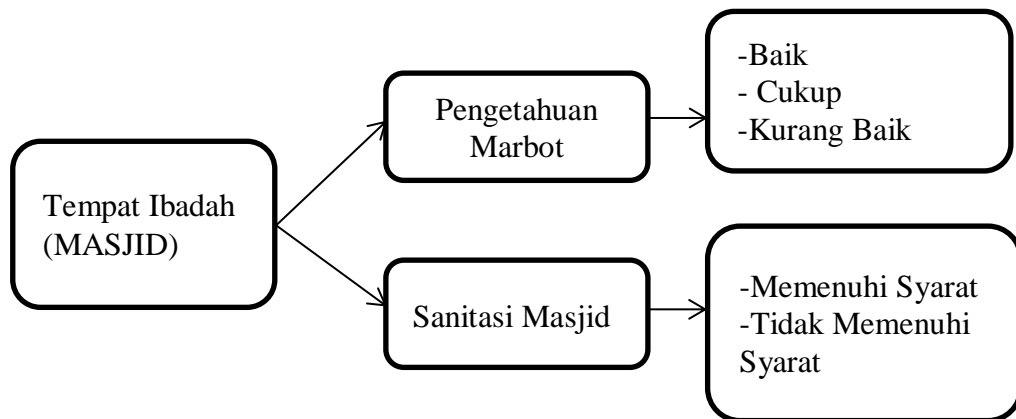 Tempat Ibadah
(MASJID)
Pengetahuan
Marbot
-Baik
- Cukup
-Kurang Baik
Sanitasi Masjid
-Memenuhi Syarat
-Tidak Memenuhi
Syarat